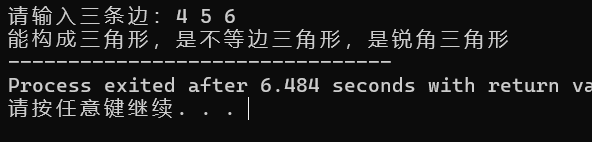 请输入三条边：4 5 6
能构成三角形，是不等边三角形，是锐角三角形
--------------------------------
Process exited after 6.484 seconds with return va
请按任意键继续. . .